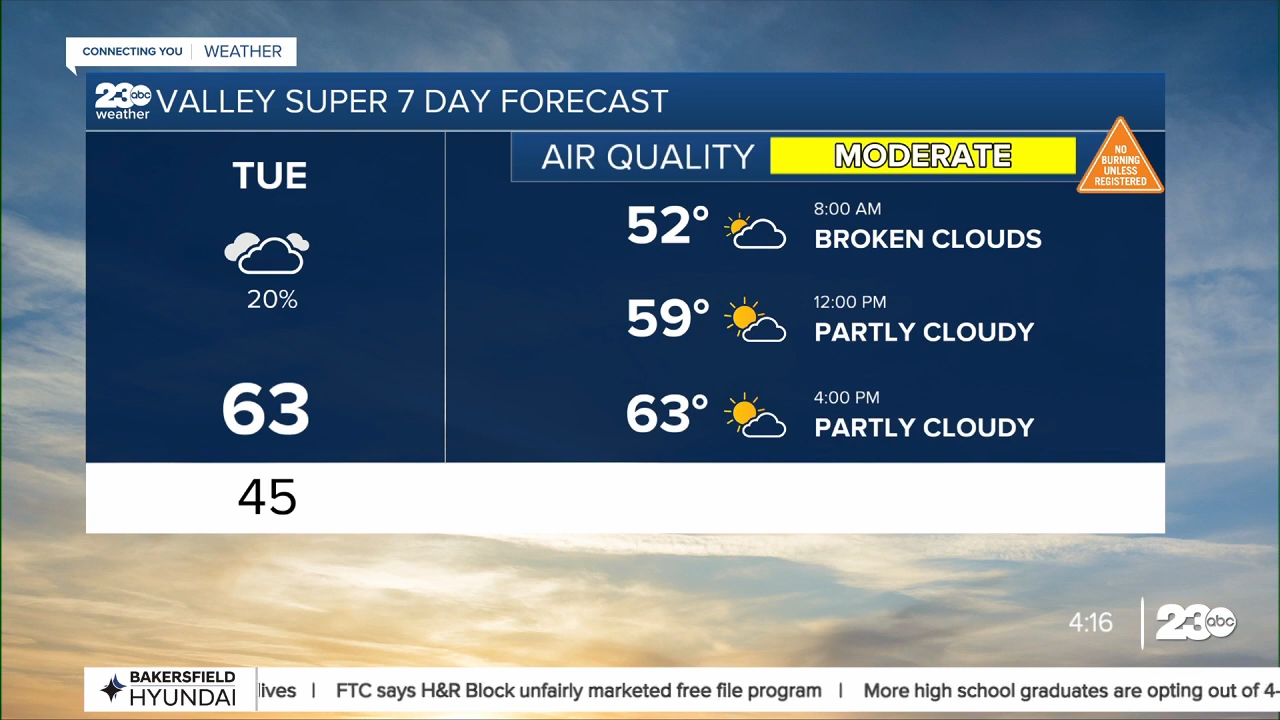 CONNECTING YOU | WEATHER
23 abc weather
VALLEY SUPER 7 DAY FORECAST
TUE
20%
63
45
AIR QUALITY MODERATE
NO
BURNING
UNLESS
REGISTERED
52° 8:00 AM
BROKEN CLOUDS
59° 12:00 PM
PARTLY CLOUDY
63° 4:00 PM
PARTLY CLOUDY
4:16 23 abc
BAKERSFIELD
HYUNDAI
lives | FTC says H&R Block unfairly marketed free file program | More high school graduates are opting out of 4-